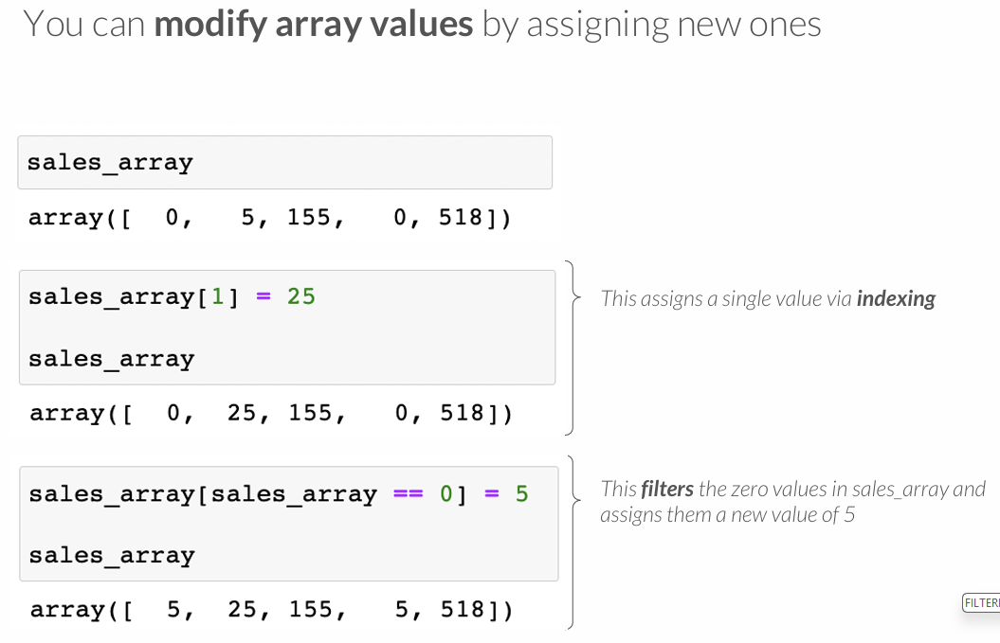 You can modify array values by assigning new ones
sales_array
array([  0,   5, 155,   0, 518])
sales_array[1] = 25
This assigns a single value via indexing
sales_array
array([  0,  25, 155,   0, 518])
sales_array[sales_array == 0] = 5
This filters the zero values in sales_array and
assigns them a new value of 5
sales_array
array([  5,  25, 155,   5, 518])